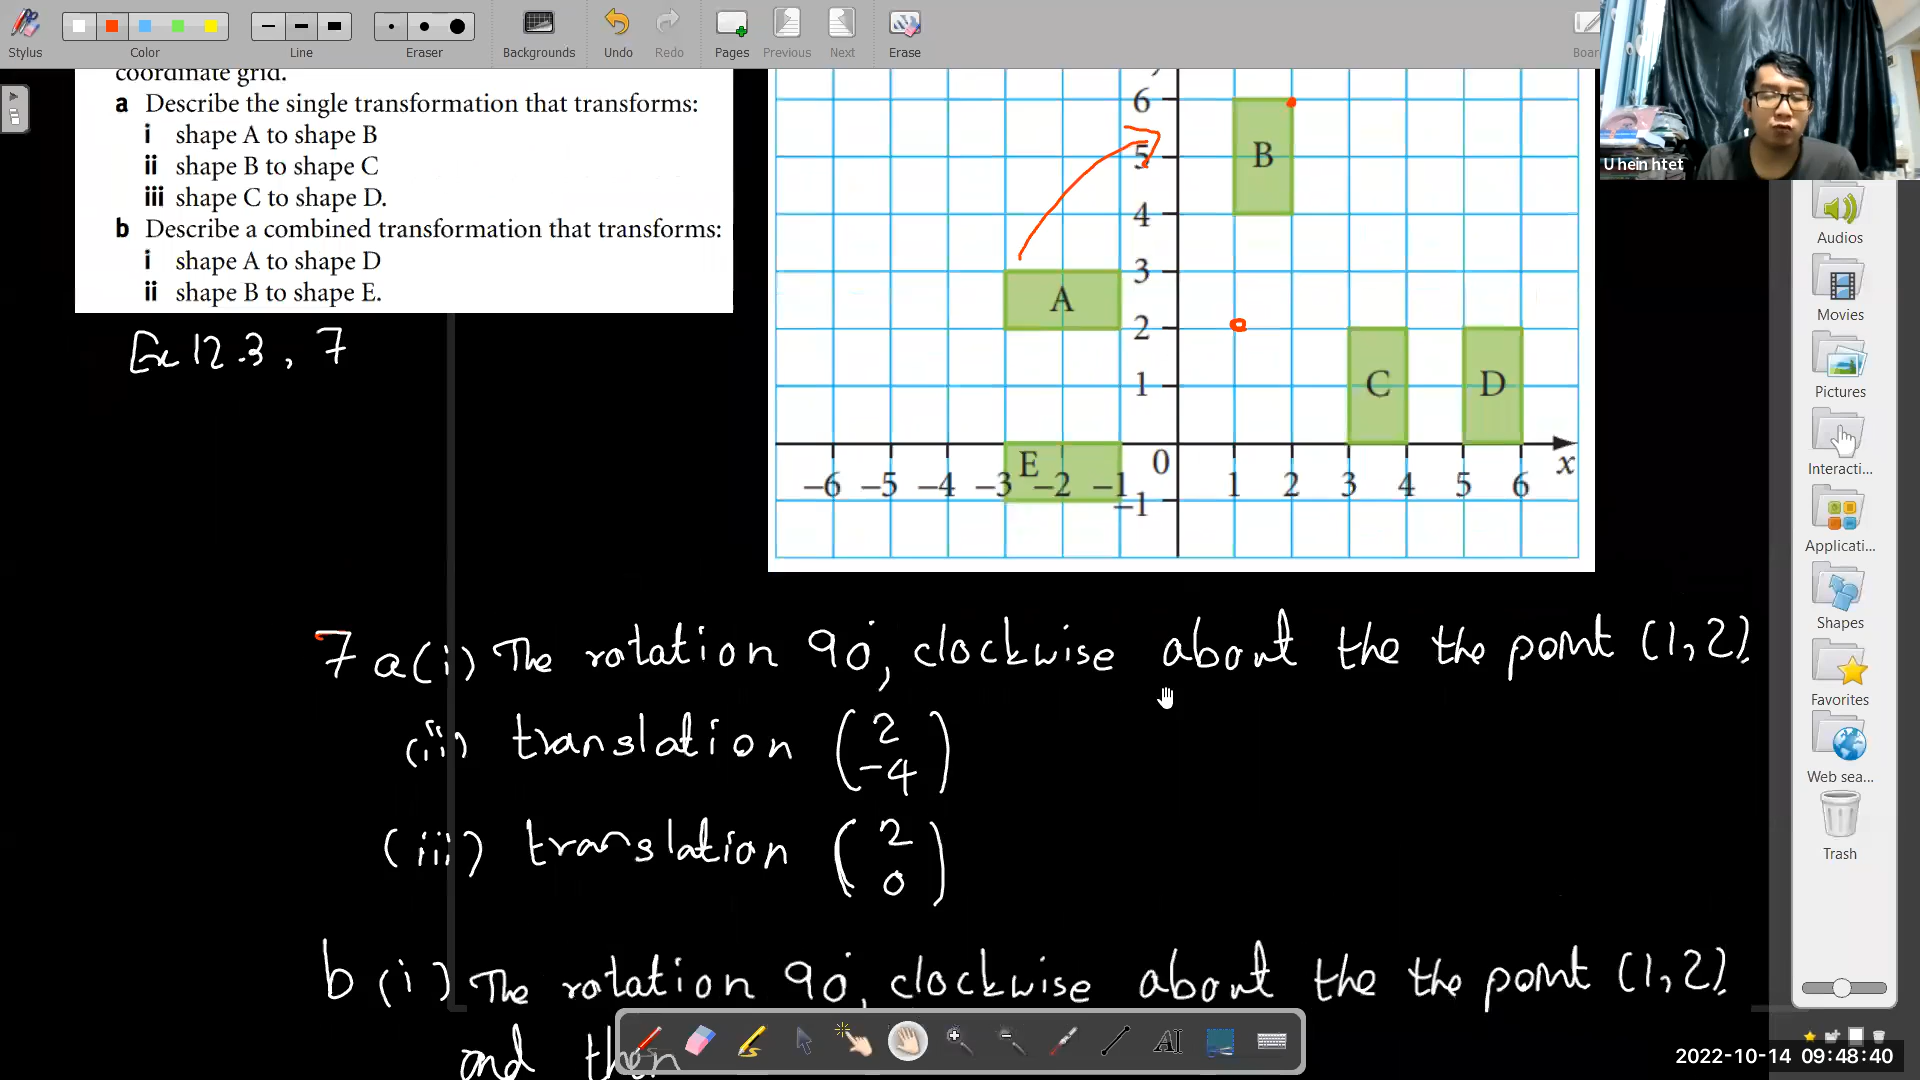 Stylus
Color
Line
Eraser
Backgrounds
Undo
Redo
Pages
Previous
Next
Erase
Boar
U hein htet
coordinate grid.
a Describe the single transformation that transforms:
i shape A to shape B
ii shape B to shape C
iii shape C to shape D.
b Describe a combined transformation that transforms:
i shape A to shape D
ii shape B to shape E.
Ex 12.3, 7
6
5
4
3
2
1
0
−1
B
A
C
D
E
−6 −5 −4 −3 −2 −1 1 2 3 4 5 6
x
7 a(i) The rotation 90°, clockwise about the the point (1,2).
(ii) translation (2 -4)
(iii) translation (2 0)
b (i) The rotation 90°, clockwise about the the point (1,2).
and then
Audios
Movies
Pictures
Interacti...
Applicati...
Shapes
Favorites
Web sea...
Trash
2022-10-14 09:48:40